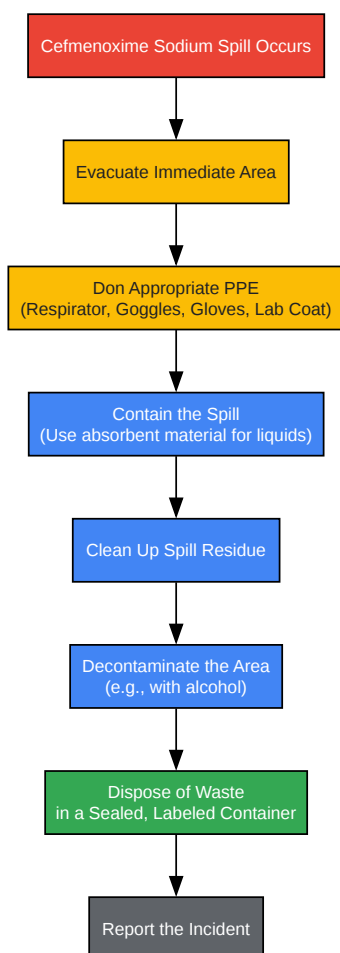 Cefmenoxime Sodium Spill Occurs
Evacuate Immediate Area
Don Appropriate PPE
(Respirator, Goggles, Gloves, Lab Coat)
Contain the Spill
(Use absorbent material for liquids)
Clean Up Spill Residue
Decontaminate the Area
(e.g., with alcohol)
Dispose of Waste
in a Sealed, Labeled Container
Report the Incident